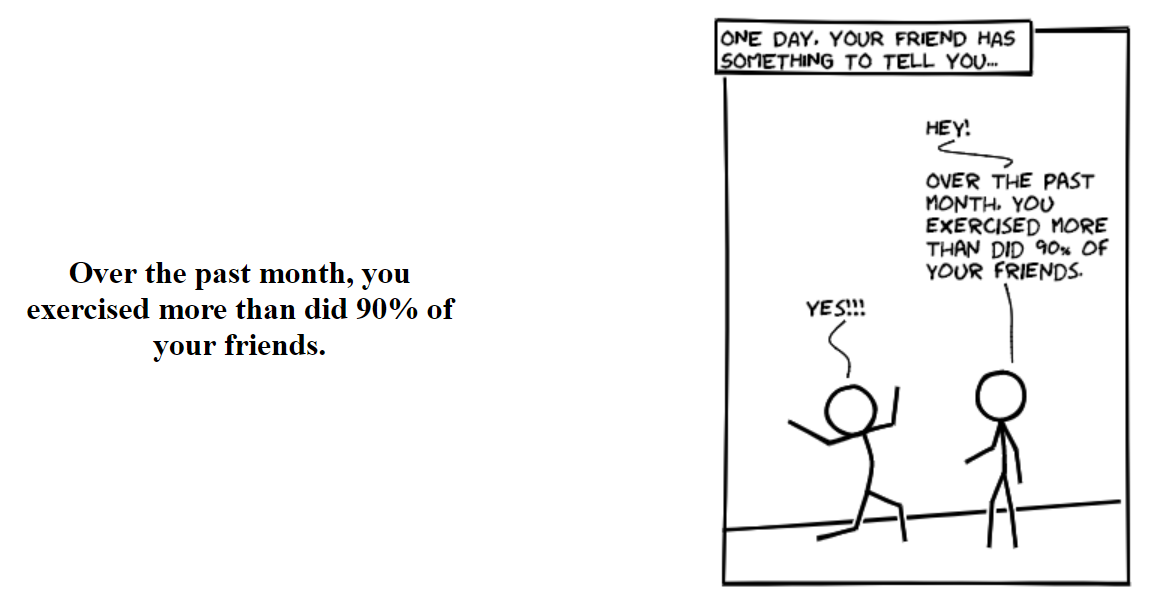 Over the past month, you
exercised more than did 90% of
your friends.
ONE DAY, YOUR FRIEND HAS
SOMETHING TO TELL YOU...
HEY!
OVER THE PAST
MONTH, YOU
EXERCISED MORE
THAN DID 90% OF
YOUR FRIENDS.
YES!!!